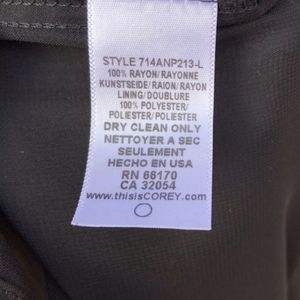 STYLE 714ANP213-L
100% RAYON/RAYONNE
KUNSTSEIDE/RAION/RAYON
LINING/DOUBLURE
100% POLYESTER/
POLIESTER/POLIESTER
DRY CLEAN ONLY
NETTOYER A SEC
SEULEMENT
HECHO EN USA
RN 66170
CA 32054
www.thisisCOREY.com